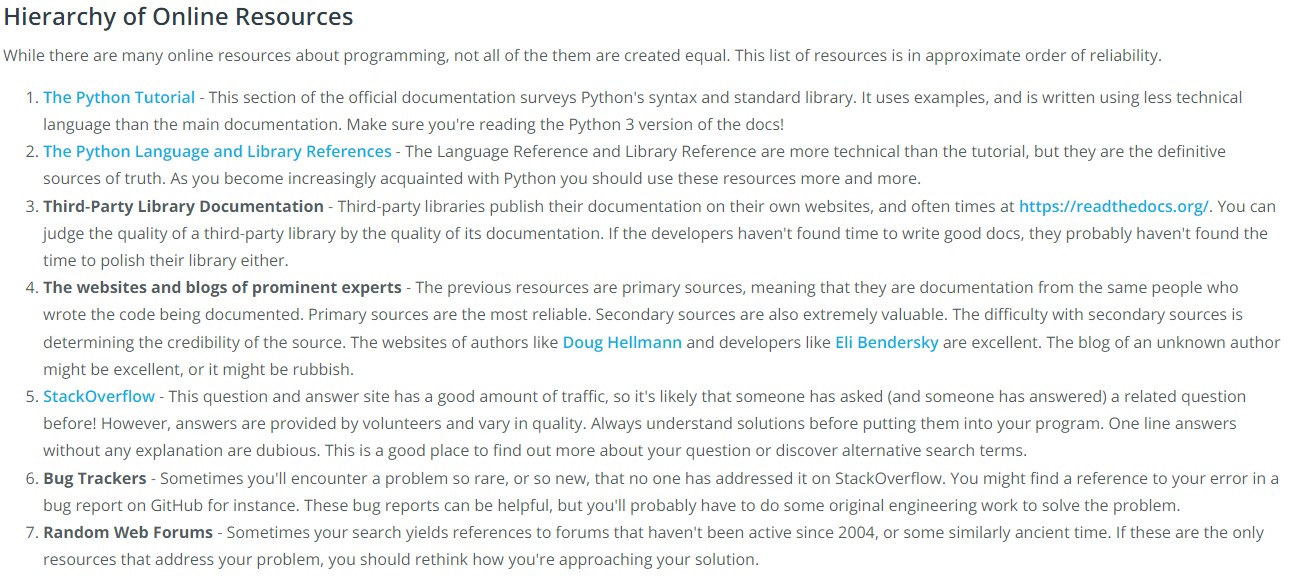 Hierarchy of Online Resources
While there are many online resources about programming, not all of the them are created equal. This list of resources is in approximate order of reliability.
1. The Python Tutorial - This section of the official documentation surveys Python's syntax and standard library. It uses examples, and is written using less technical
language than the main documentation. Make sure you're reading the Python 3 version of the docs!
2. The Python Language and Library References - The Language Reference and Library Reference are more technical than the tutorial, but they are the definitive
sources of truth. As you become increasingly acquainted with Python you should use these resources more and more.
3. Third-Party Library Documentation - Third-party libraries publish their documentation on their own websites, and often times at https://readthedocs.org/. You can
judge the quality of a third-party library by the quality of its documentation. If the developers haven't found time to write good docs, they probably haven't found the
time to polish their library either.
4. The websites and blogs of prominent experts - The previous resources are primary sources, meaning that they are documentation from the same people who
wrote the code being documented. Primary sources are the most reliable. Secondary sources are also extremely valuable. The difficulty with secondary sources is
determining the credibility of the source. The websites of authors like Doug Hellmann and developers like Eli Bendersky are excellent. The blog of an unknown author
might be excellent, or it might be rubbish.
5. StackOverflow - This question and answer site has a good amount of traffic, so it's likely that someone has asked (and someone has answered) a related question
before! However, answers are provided by volunteers and vary in quality. Always understand solutions before putting them into your program. One line answers
without any explanation are dubious. This is a good place to find out more about your question or discover alternative search terms.
6. Bug Trackers - Sometimes you'll encounter a problem so rare, or so new, that no one has addressed it on StackOverflow. You might find a reference to your error in a
bug report on GitHub for instance. These bug reports can be helpful, but you'll probably have to do some original engineering work to solve the problem.
7. Random Web Forums - Sometimes your search yields references to forums that haven't been active since 2004, or some similarly ancient time. If these are the only
resources that address your problem, you should rethink how you're approaching your solution.